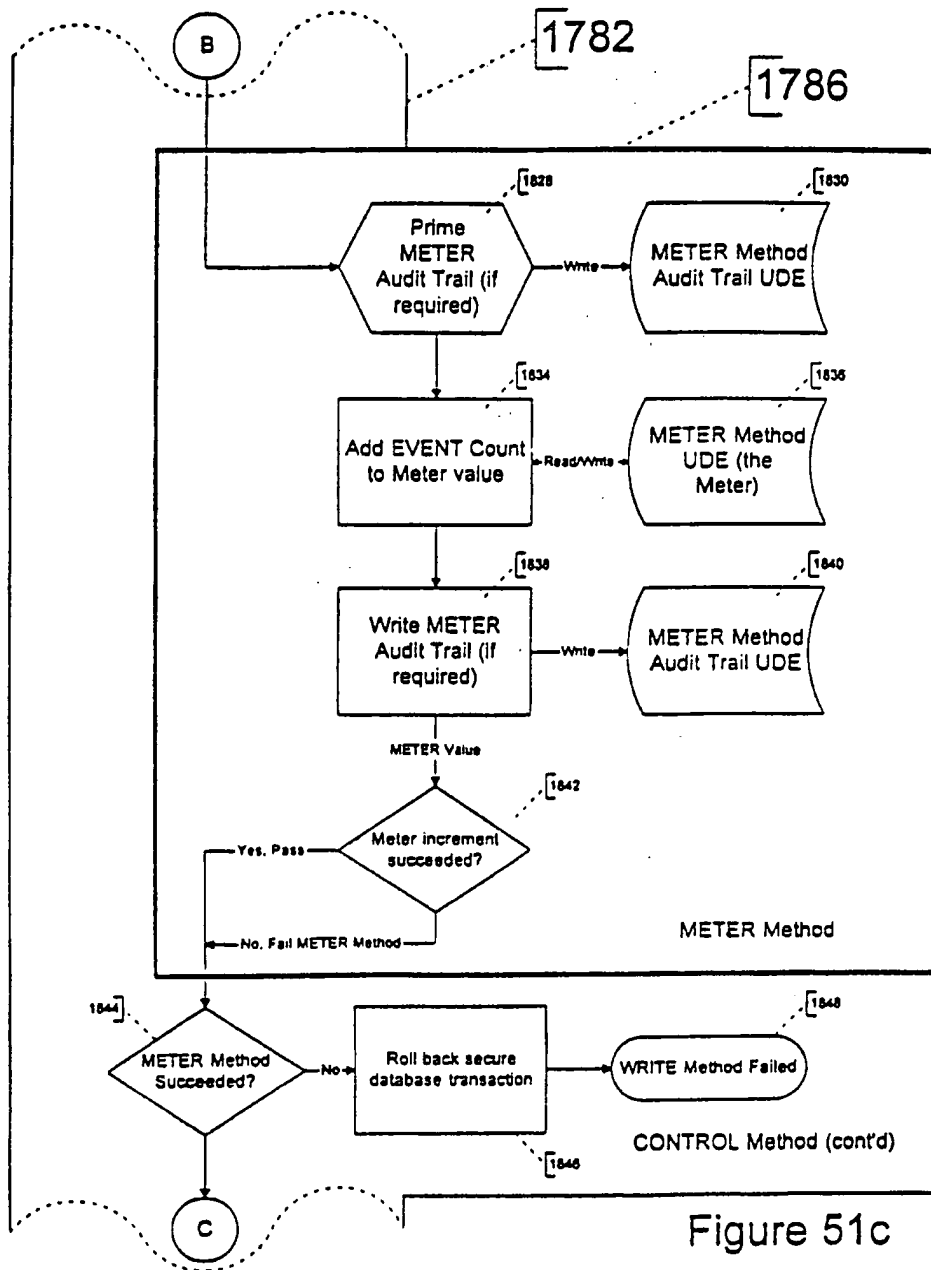 B
1782
1786
1828
Prime
METER
Audit Trail (if
required)
Write
1830
METER Method
Audit Trail UDE
1834
Add EVENT Count
to Meter value
Read/Write
1836
METER Method
UDE (the
Meter)
1838
Write METER
Audit Trail (if
required)
Write
1840
METER Method
Audit Trail UDE
METER Value
1842
Meter increment
succeeded?
Yes, Pass
No, Fail METER Method
METER Method
1844
METER Method
Succeeded?
No
Roll back secure
database transaction
1846
1848
WRITE Method Failed
CONTROL Method (cont'd)
C
Figure 51c